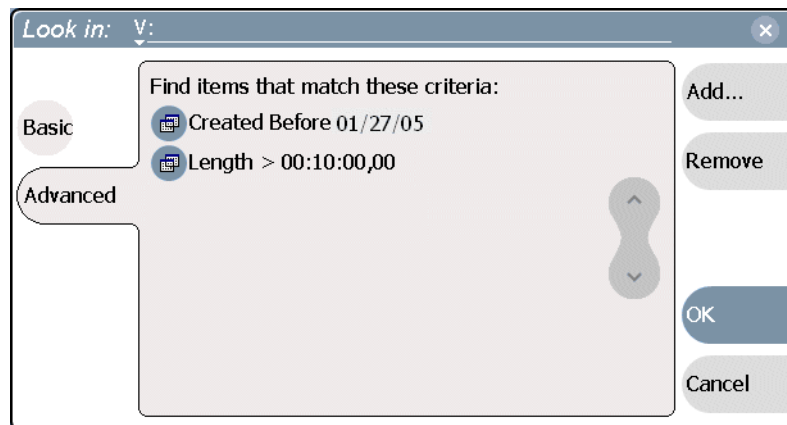 Look in: V:
Find items that match these criteria:
Add...
Basic
Created Before 01/27/05
Length > 00:10:00,00
Remove
Advanced
OK
Cancel